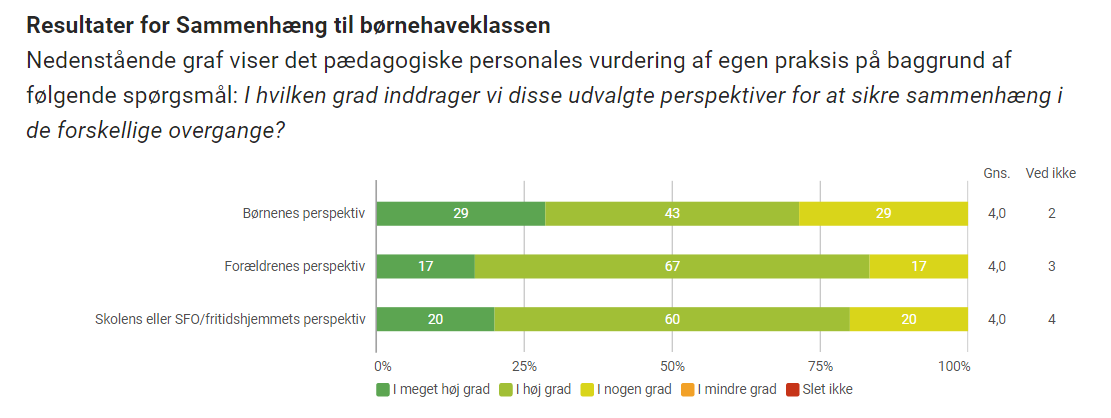 Resultater for Sammenhæng til børnehaveklassen
Nedenstående graf viser det pædagogiske personales vurdering af egen praksis på baggrund af
følgende spørgsmål: I hvilken grad inddrager vi disse udvalgte perspektiver for at sikre sammenhæng i
de forskellige overgange?
Gns. Ved ikke
Børnenes perspektiv 29 43 29 4,0 2
Forældrenes perspektiv 17 67 17 4,0 3
Skolens eller SFO/fritidshjemmets perspektiv 20 60 20 4,0 4
0% 25% 50% 75% 100%
I meget høj grad I høj grad I nogen grad I mindre grad Slet ikke